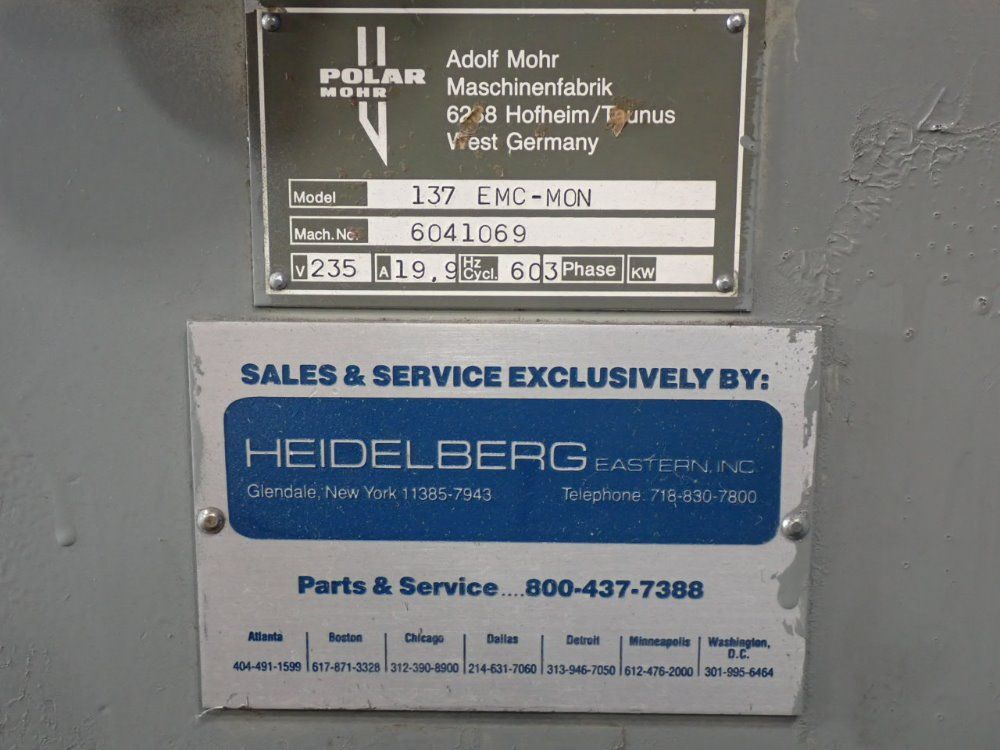 POLAR
MOHR
Adolf Mohr
Maschinenfabrik
6238 Hofheim/Taunus
West Germany
Model 137 EMC-MON
Mach. No. 6041069
V 235 A 19,9 Hz Cycl. 60 3 Phase KW
SALES & SERVICE EXCLUSIVELY BY:
HEIDELBERG EASTERN, INC.
Glendale, New York 11385-7943 Telephone: 718-830-7800
Parts & Service....800-437-7388
Atlanta Boston Chicago Dallas Detroit Minneapolis Washington, D.C.
404-491-1599 617-871-3328 312-390-8900 214-631-7060 313-946-7050 612-476-2000 301-995-6464